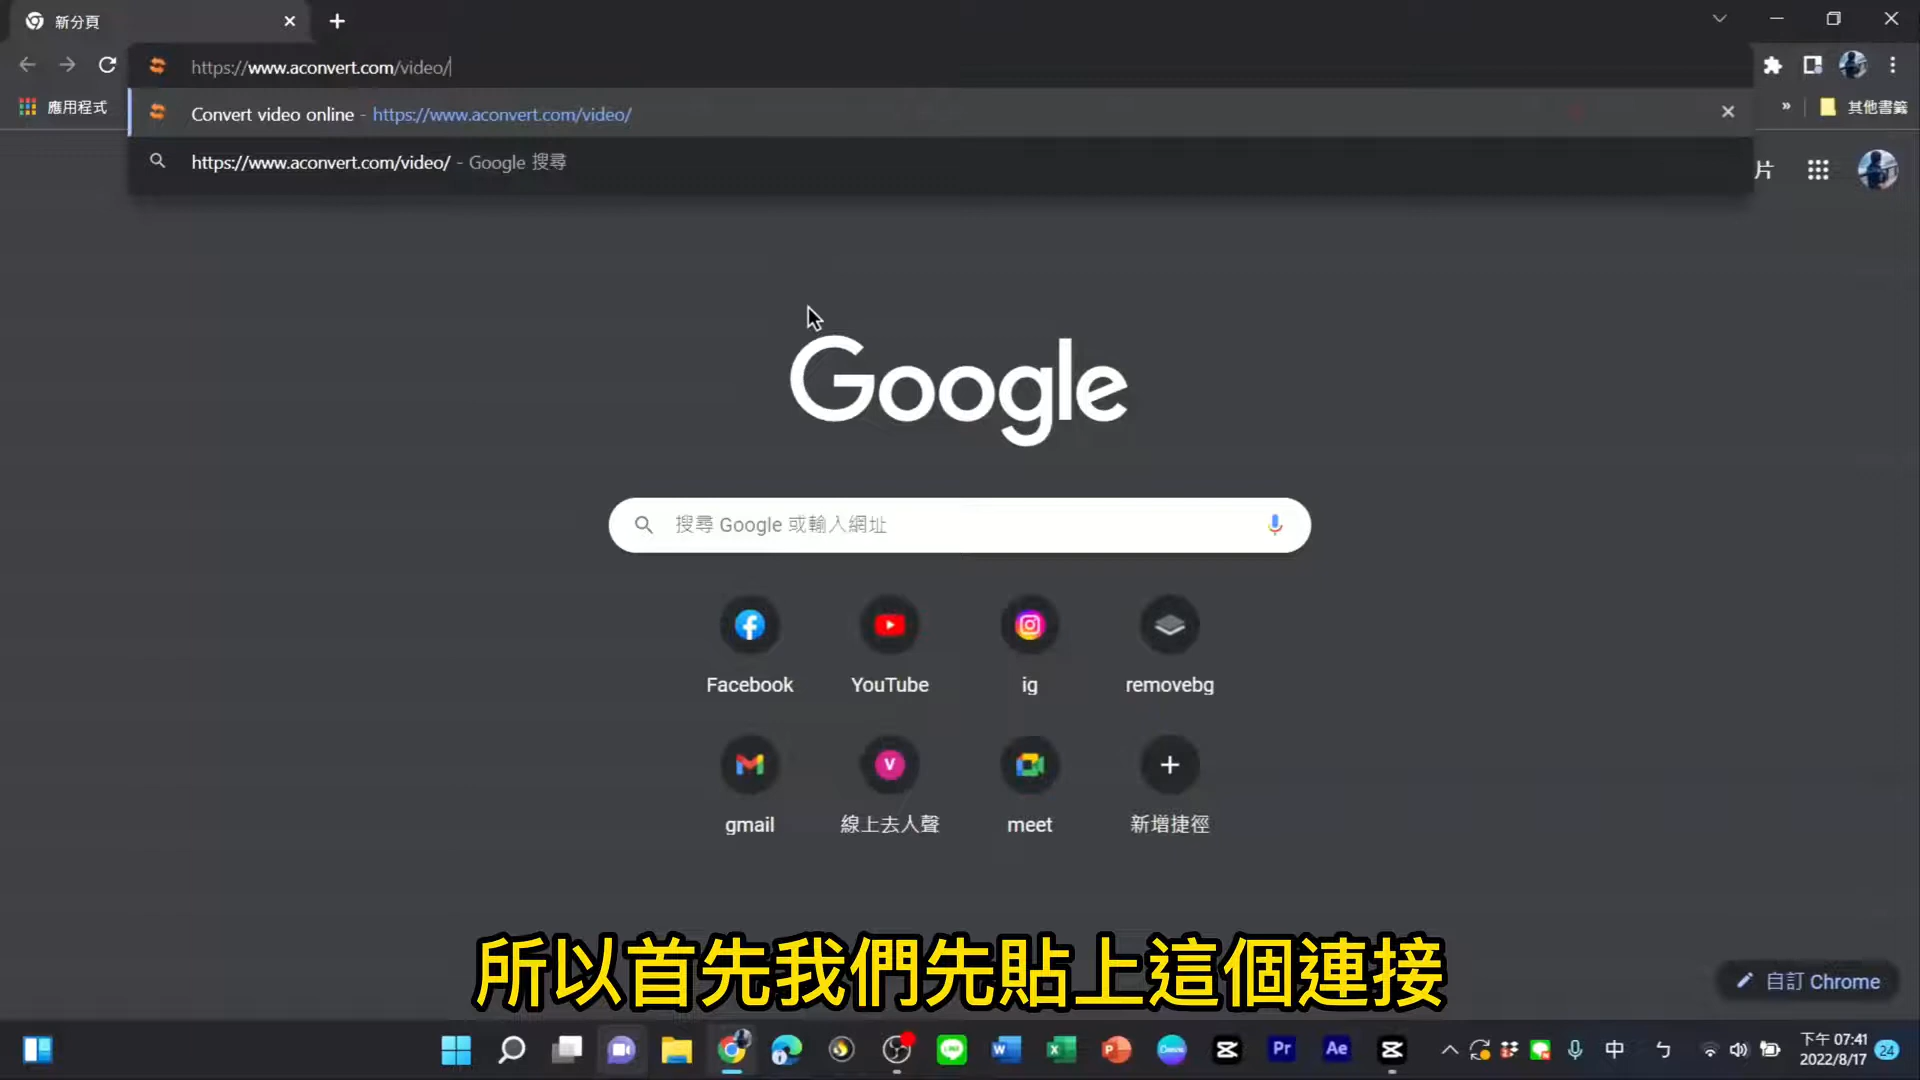 新分頁
https://www.aconvert.com/video/
應用程式
Convert video online - https://www.aconvert.com/video/
» 其他書籤
https://www.aconvert.com/video/ - Google 搜尋
片
Google
搜尋 Google 或輸入網址
Facebook
YouTube
ig
removebg
V
gmail
線上去人聲
meet
新增捷徑
所以首先我們先貼上這個連接
自訂 Chrome
Pr
Ae
中
ㄣ
下午 07:41
2022/8/17
24